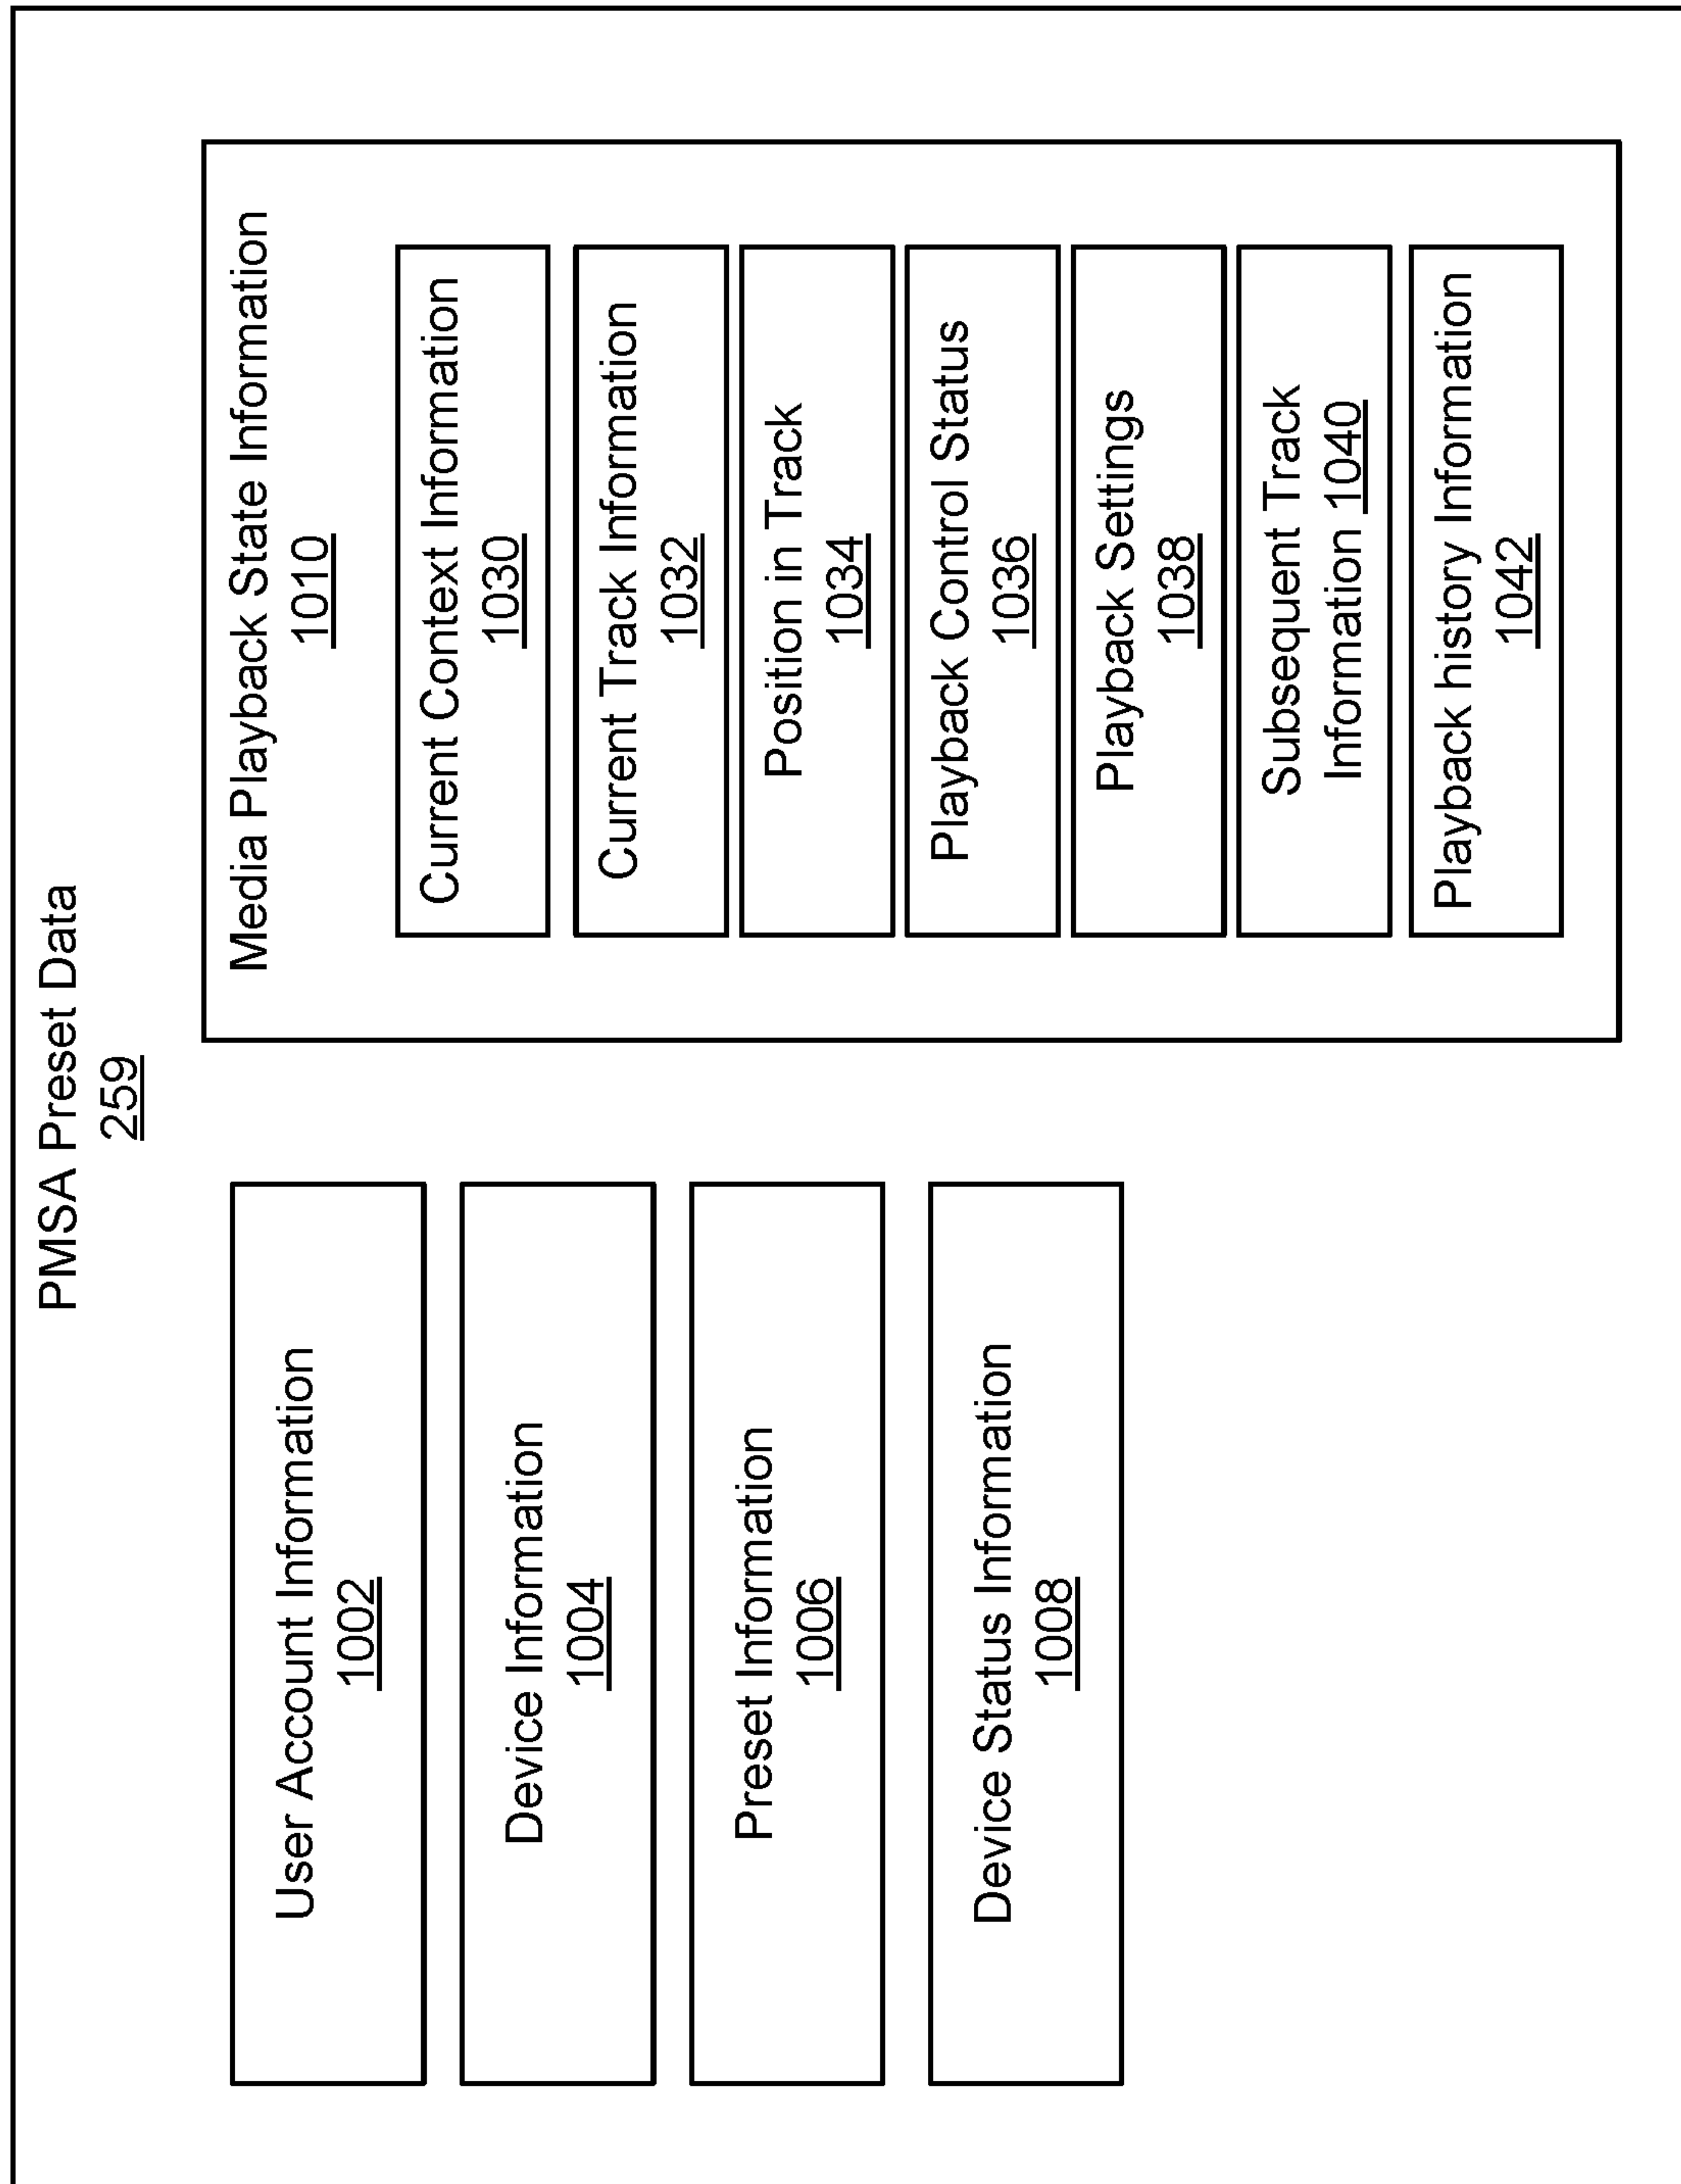 PMSA Preset Data
259
User Account Information
1002
Device Information
1004
Preset Information
1006
Device Status Information
1008
Media Playback State Information
1010
Current Context Information
1030
Current Track Information
1032
Position in Track
1034
Playback Control Status
1036
Playback Settings
1038
Subsequent Track
Information 1040
Playback history Information
1042